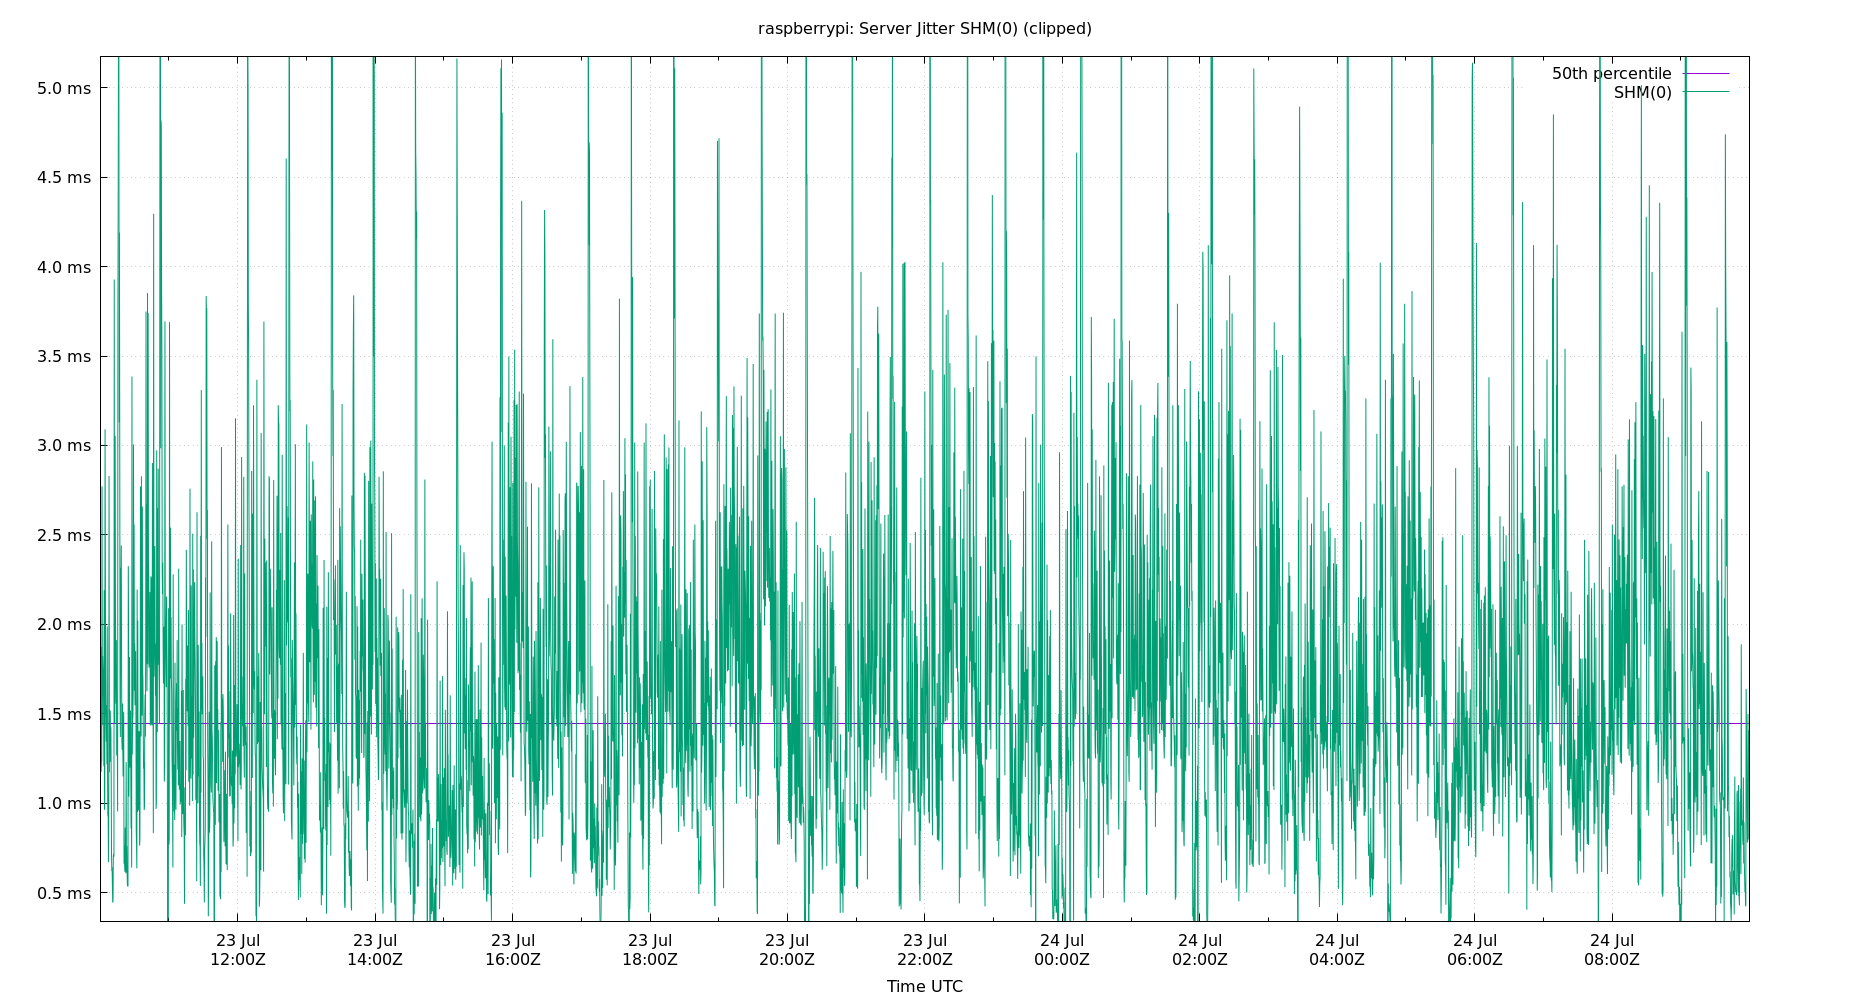 raspberrypi: Server Jitter SHM(0) (clipped)
50th percentile
SHM(0)
5.0 ms
4.5 ms
4.0 ms
3.5 ms
3.0 ms
2.5 ms
2.0 ms
1.5 ms
1.0 ms
0.5 ms
23 Jul 23 Jul 23 Jul 23 Jul 23 Jul 23 Jul 24 Jul 24 Jul 24 Jul 24 Jul 24 Jul
12:00Z 14:00Z 16:00Z 18:00Z 20:00Z 22:00Z 00:00Z 02:00Z 04:00Z 06:00Z 08:00Z
Time UTC